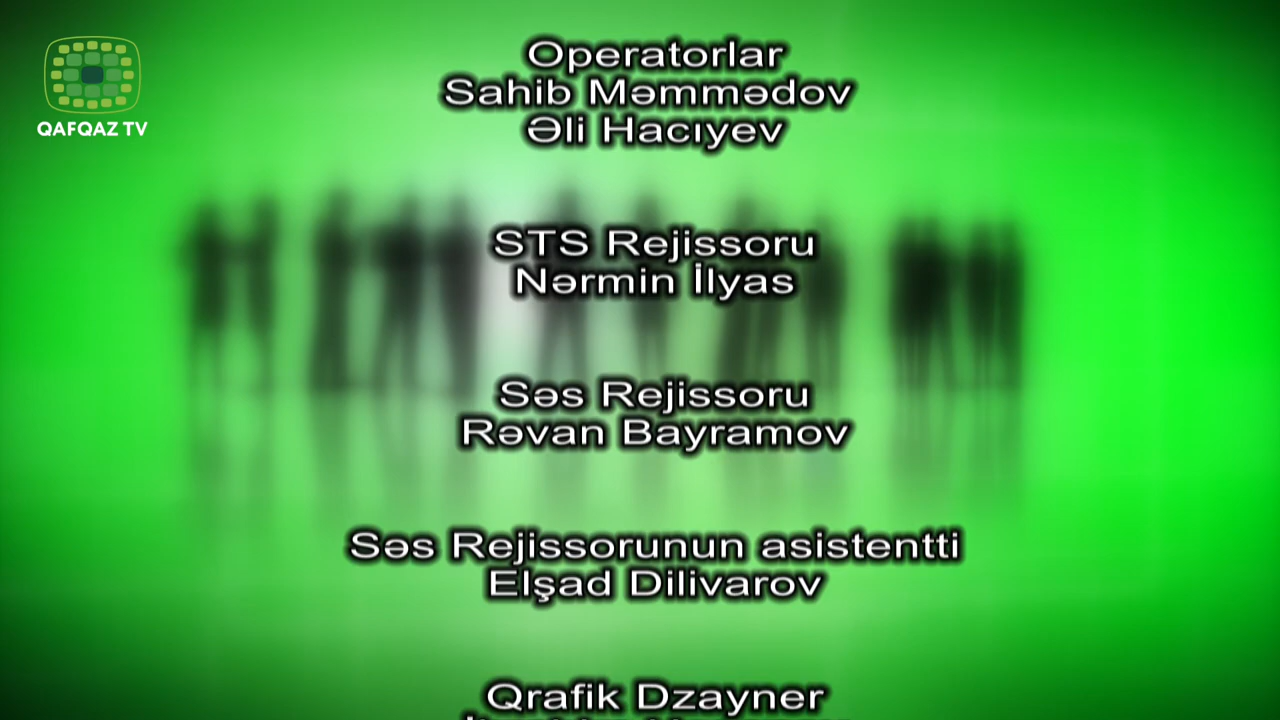 QAFQAZ TV
Operatorlar
Sahib Məmmədov
Əli Hacıyev
STS Rejissoru
Nərmin İlyas
Səs Rejissoru
Rəvan Bayramov
Səs Rejissorunun asistentti
Elşad Dilivarov
Qrafik Dzayner